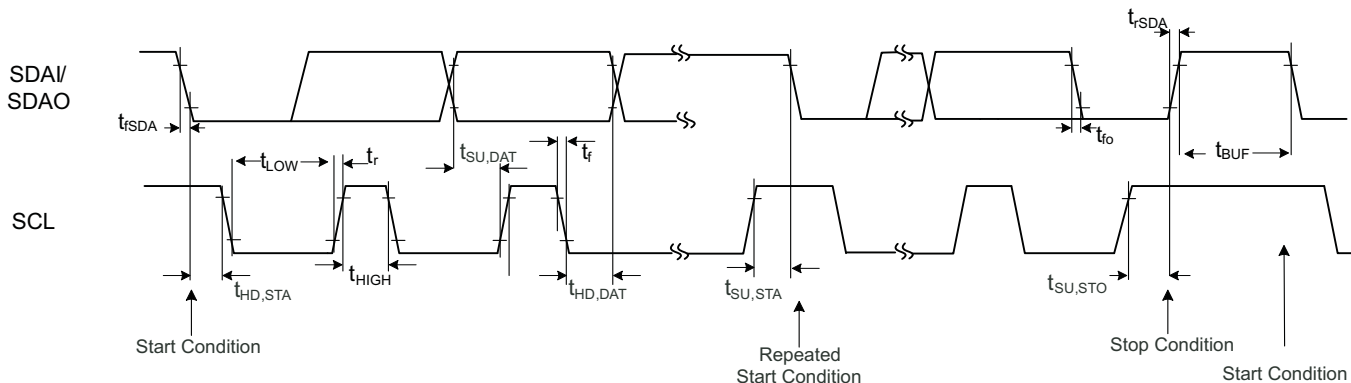 trSDA
SDAI/
SDAO
tfSDA
tLOW
tr
tSU,DAT
tf
tfo
tBUF
SCL
tHD,STA
tHIGH
tHD,DAT
tSU,STA
tSU,STO
Start Condition
Repeated
Start Condition
Stop Condition
Start Condition